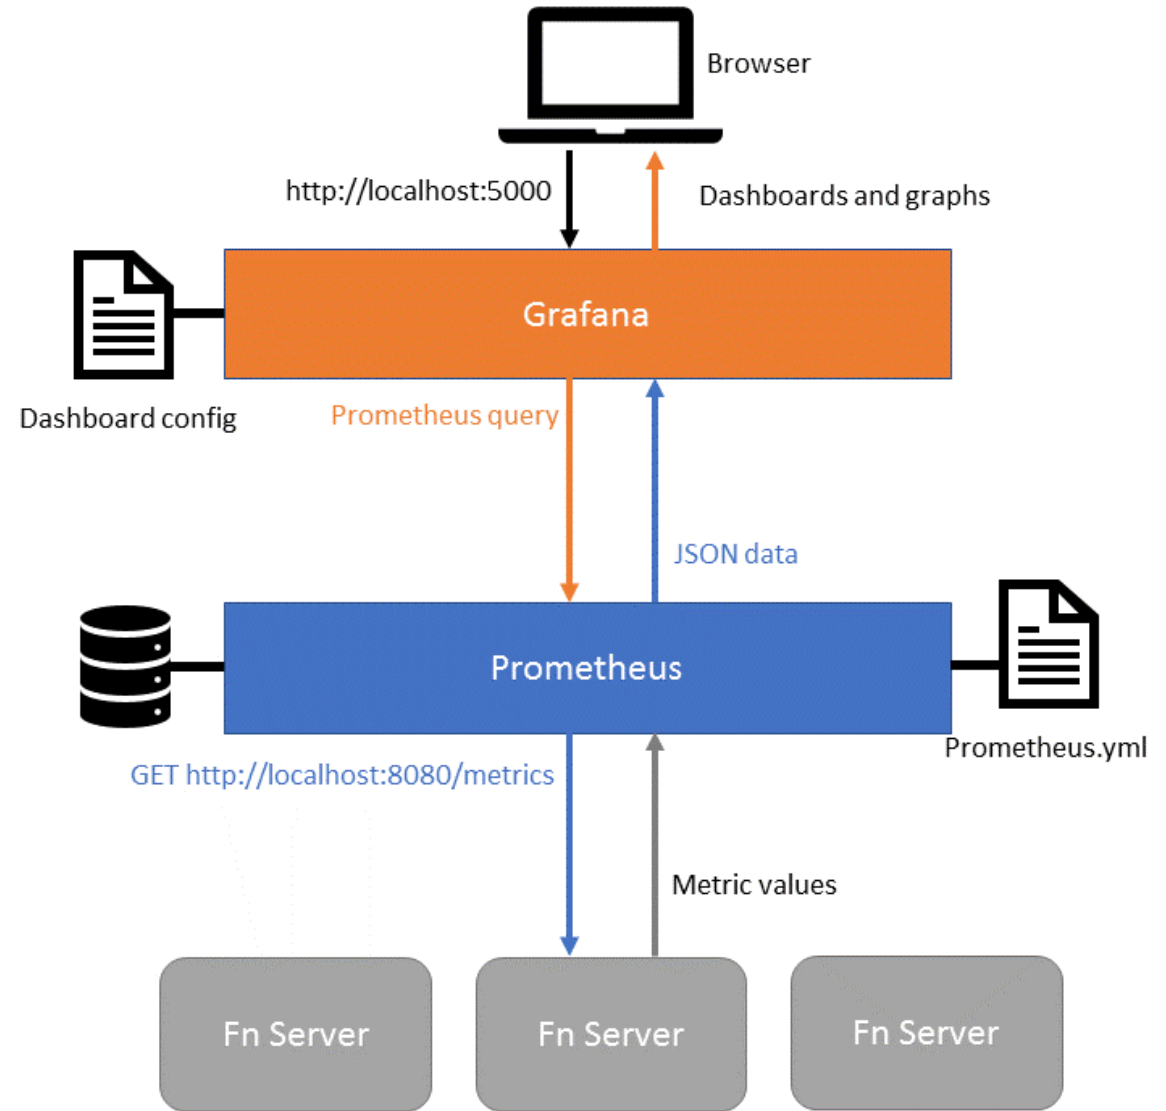 Browser
http://localhost:5000
Dashboards and graphs
Grafana
Dashboard config
Prometheus query
JSON data
Prometheus
Prometheus.yml
GET http://localhost:8080/metrics
Metric values
Fn Server
Fn Server
Fn Server